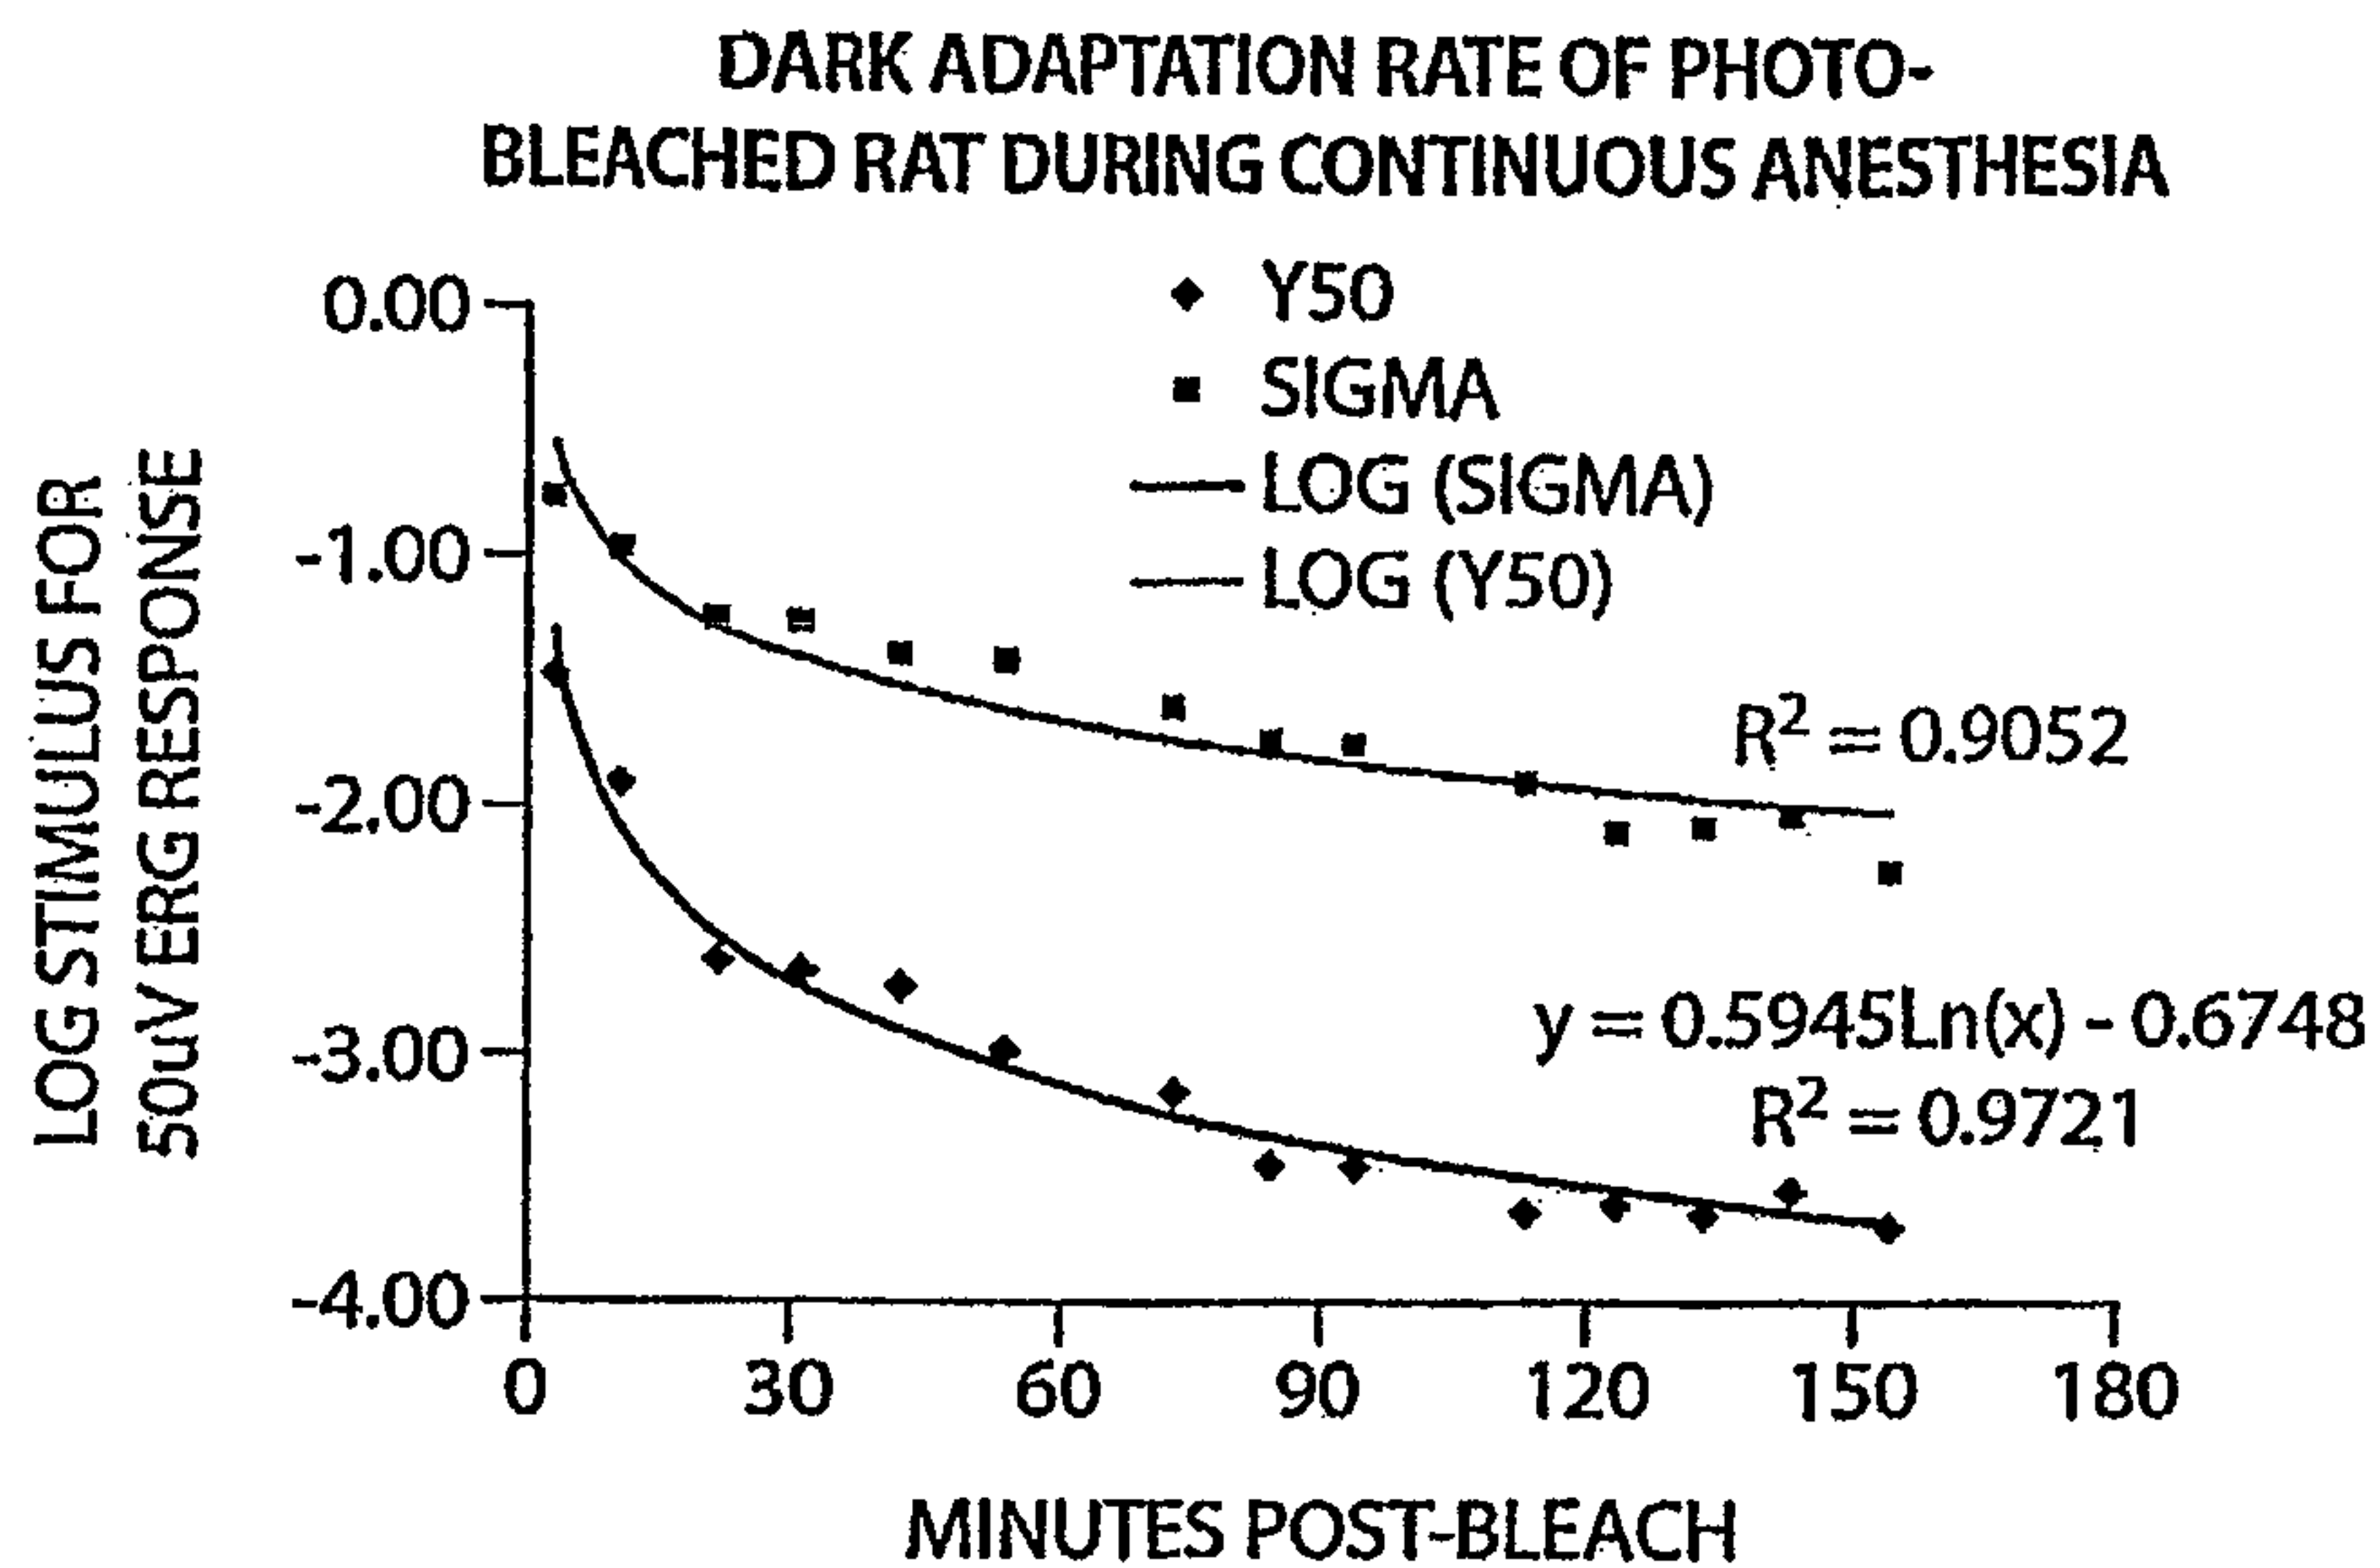 DARK ADAPTATION RATE OF PHOTO-
BLEACHED RAT DURING CONTINUOUS ANESTHESIA
LOG STIMULUS FOR
50uV ERG RESPONSE
0.00
-1.00
-2.00
-3.00
-4.00
Y50
SIGMA
LOG (SIGMA)
LOG (Y50)
R² = 0.9052
y = 0.5945Ln(x) - 0.6748
R² = 0.9721
0 30 60 90 120 150 180
MINUTES POST-BLEACH